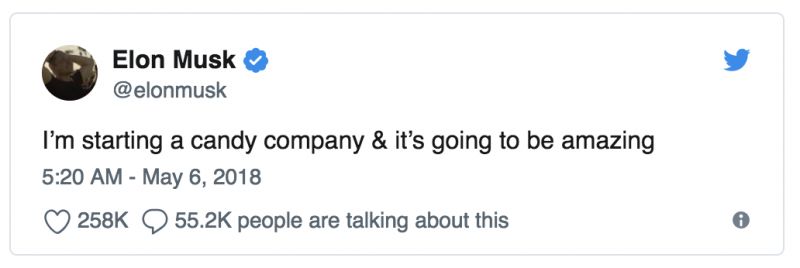 Elon Musk
@elonmusk
I’m starting a candy company & it’s going to be amazing
5:20 AM - May 6, 2018
258K 55.2K people are talking about this